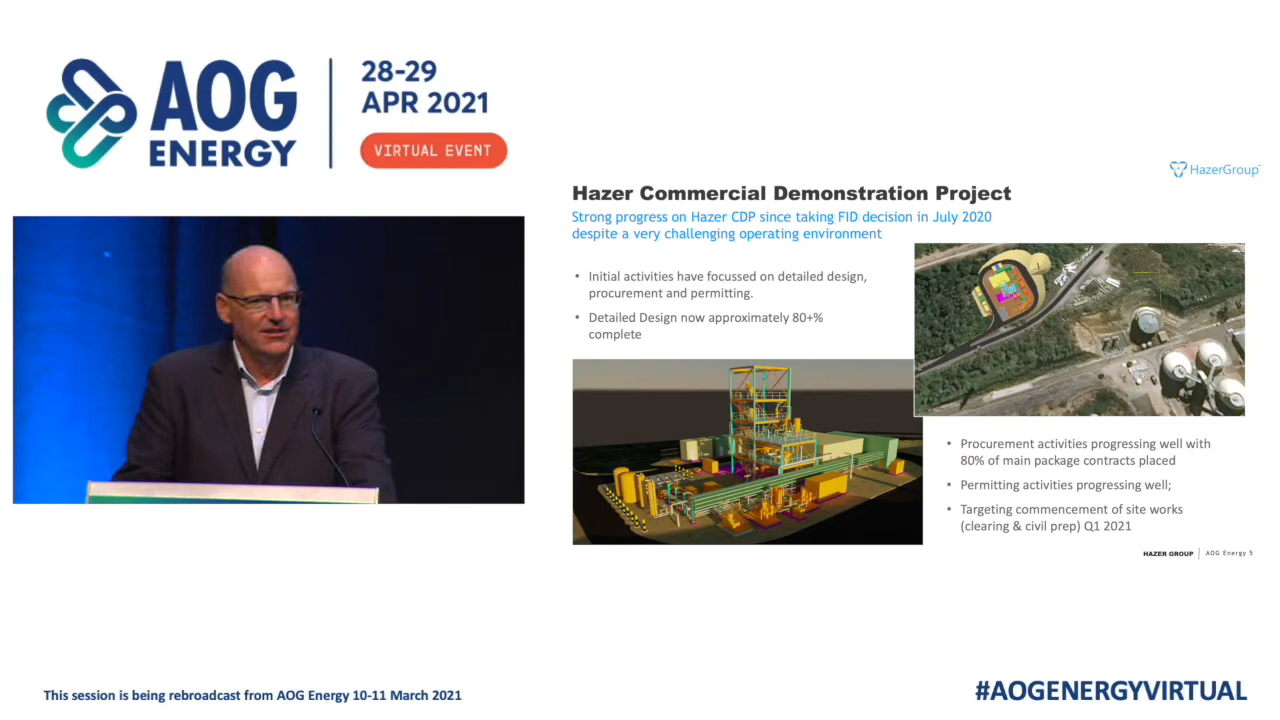 AOG
ENERGY
28-29
APR 2021
VIRTUAL EVENT
HazerGroup
Hazer Commercial Demonstration Project
Strong progress on Hazer CDP since taking FID decision in July 2020
despite a very challenging operating environment
• Initial activities have focussed on detailed design,
procurement and permitting.
• Detailed Design now approximately 80+%
complete
• Procurement activities progressing well with
80% of main package contracts placed
• Permitting activities progressing well;
• Targeting commencement of site works
(clearing & civil prep) Q1 2021
HAZER GROUP | AOG Energy 5
This session is being rebroadcast from AOG Energy 10-11 March 2021
#AOGENERGYVIRTUAL